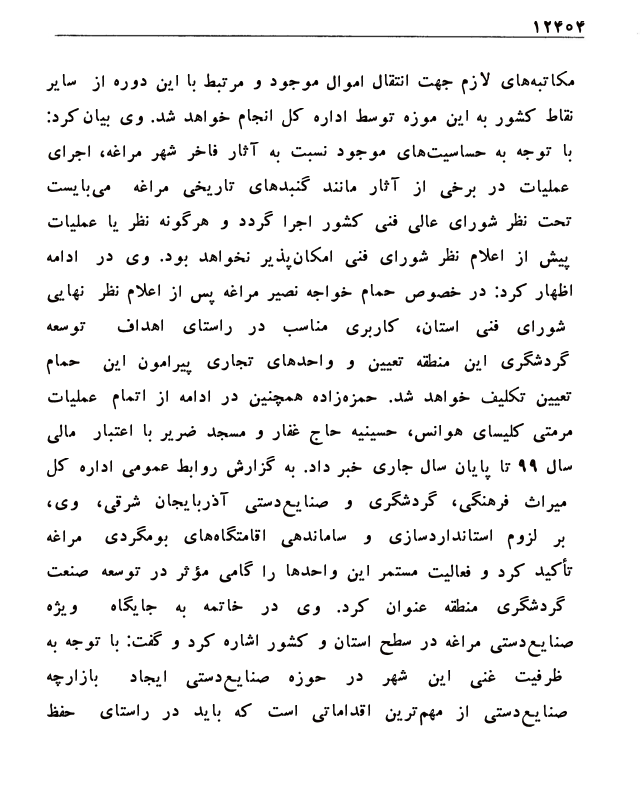 ۱۲۴۰۴
مکاتبه‌های لازم جهت انتقال اموال موجود و مرتبط با این دوره از سایر
نقاط کشور به این موزه توسط اداره کل انجام خواهد شد. وی بیان کرد:
با توجه به حساسیت‌های موجود نسبت به آثار فاخر شهر مراغه، اجرای
عملیات در برخی از آثار مانند گنبدهای تاریخی مراغه می‌بایست
تحت نظر شورای عالی فنی کشور اجرا گردد و هرگونه نظر یا عملیات
پیش از اعلام نظر شورای فنی امکان‌پذیر نخواهد بود. وی در ادامه
اظهار کرد: در خصوص حمام خواجه نصیر مراغه پس از اعلام نظر نهایی
شورای فنی استان، کاربری مناسب در راستای اهداف توسعه
گردشگری این منطقه تعیین و واحدهای تجاری پیرامون این حمام
تعیین تکلیف خواهد شد. حمزه‌زاده همچنین در ادامه از اتمام عملیات
مرمتی کلیسای هوانس، حسینیه حاج غفار و مسجد ضریر با اعتبار مالی
سال ۹۹ تا پایان سال جاری خبر داد. به گزارش روابط عمومی اداره کل
میراث فرهنگی، گردشگری و صنایع‌دستی آذربایجان شرقی، وی،
بر لزوم استانداردسازی و ساماندهی اقامتگاه‌های بومگردی مراغه
تأکید کرد و فعالیت مستمر این واحدها را گامی مؤثر در توسعه صنعت
گردشگری منطقه عنوان کرد. وی در خاتمه به جایگاه ویژه
صنایع‌دستی مراغه در سطح استان و کشور اشاره کرد و گفت: با توجه به
ظرفیت غنی این شهر در حوزه صنایع‌دستی ایجاد بازارچه
صنایع‌دستی از مهم‌ترین اقداماتی است که باید در راستای حفظ